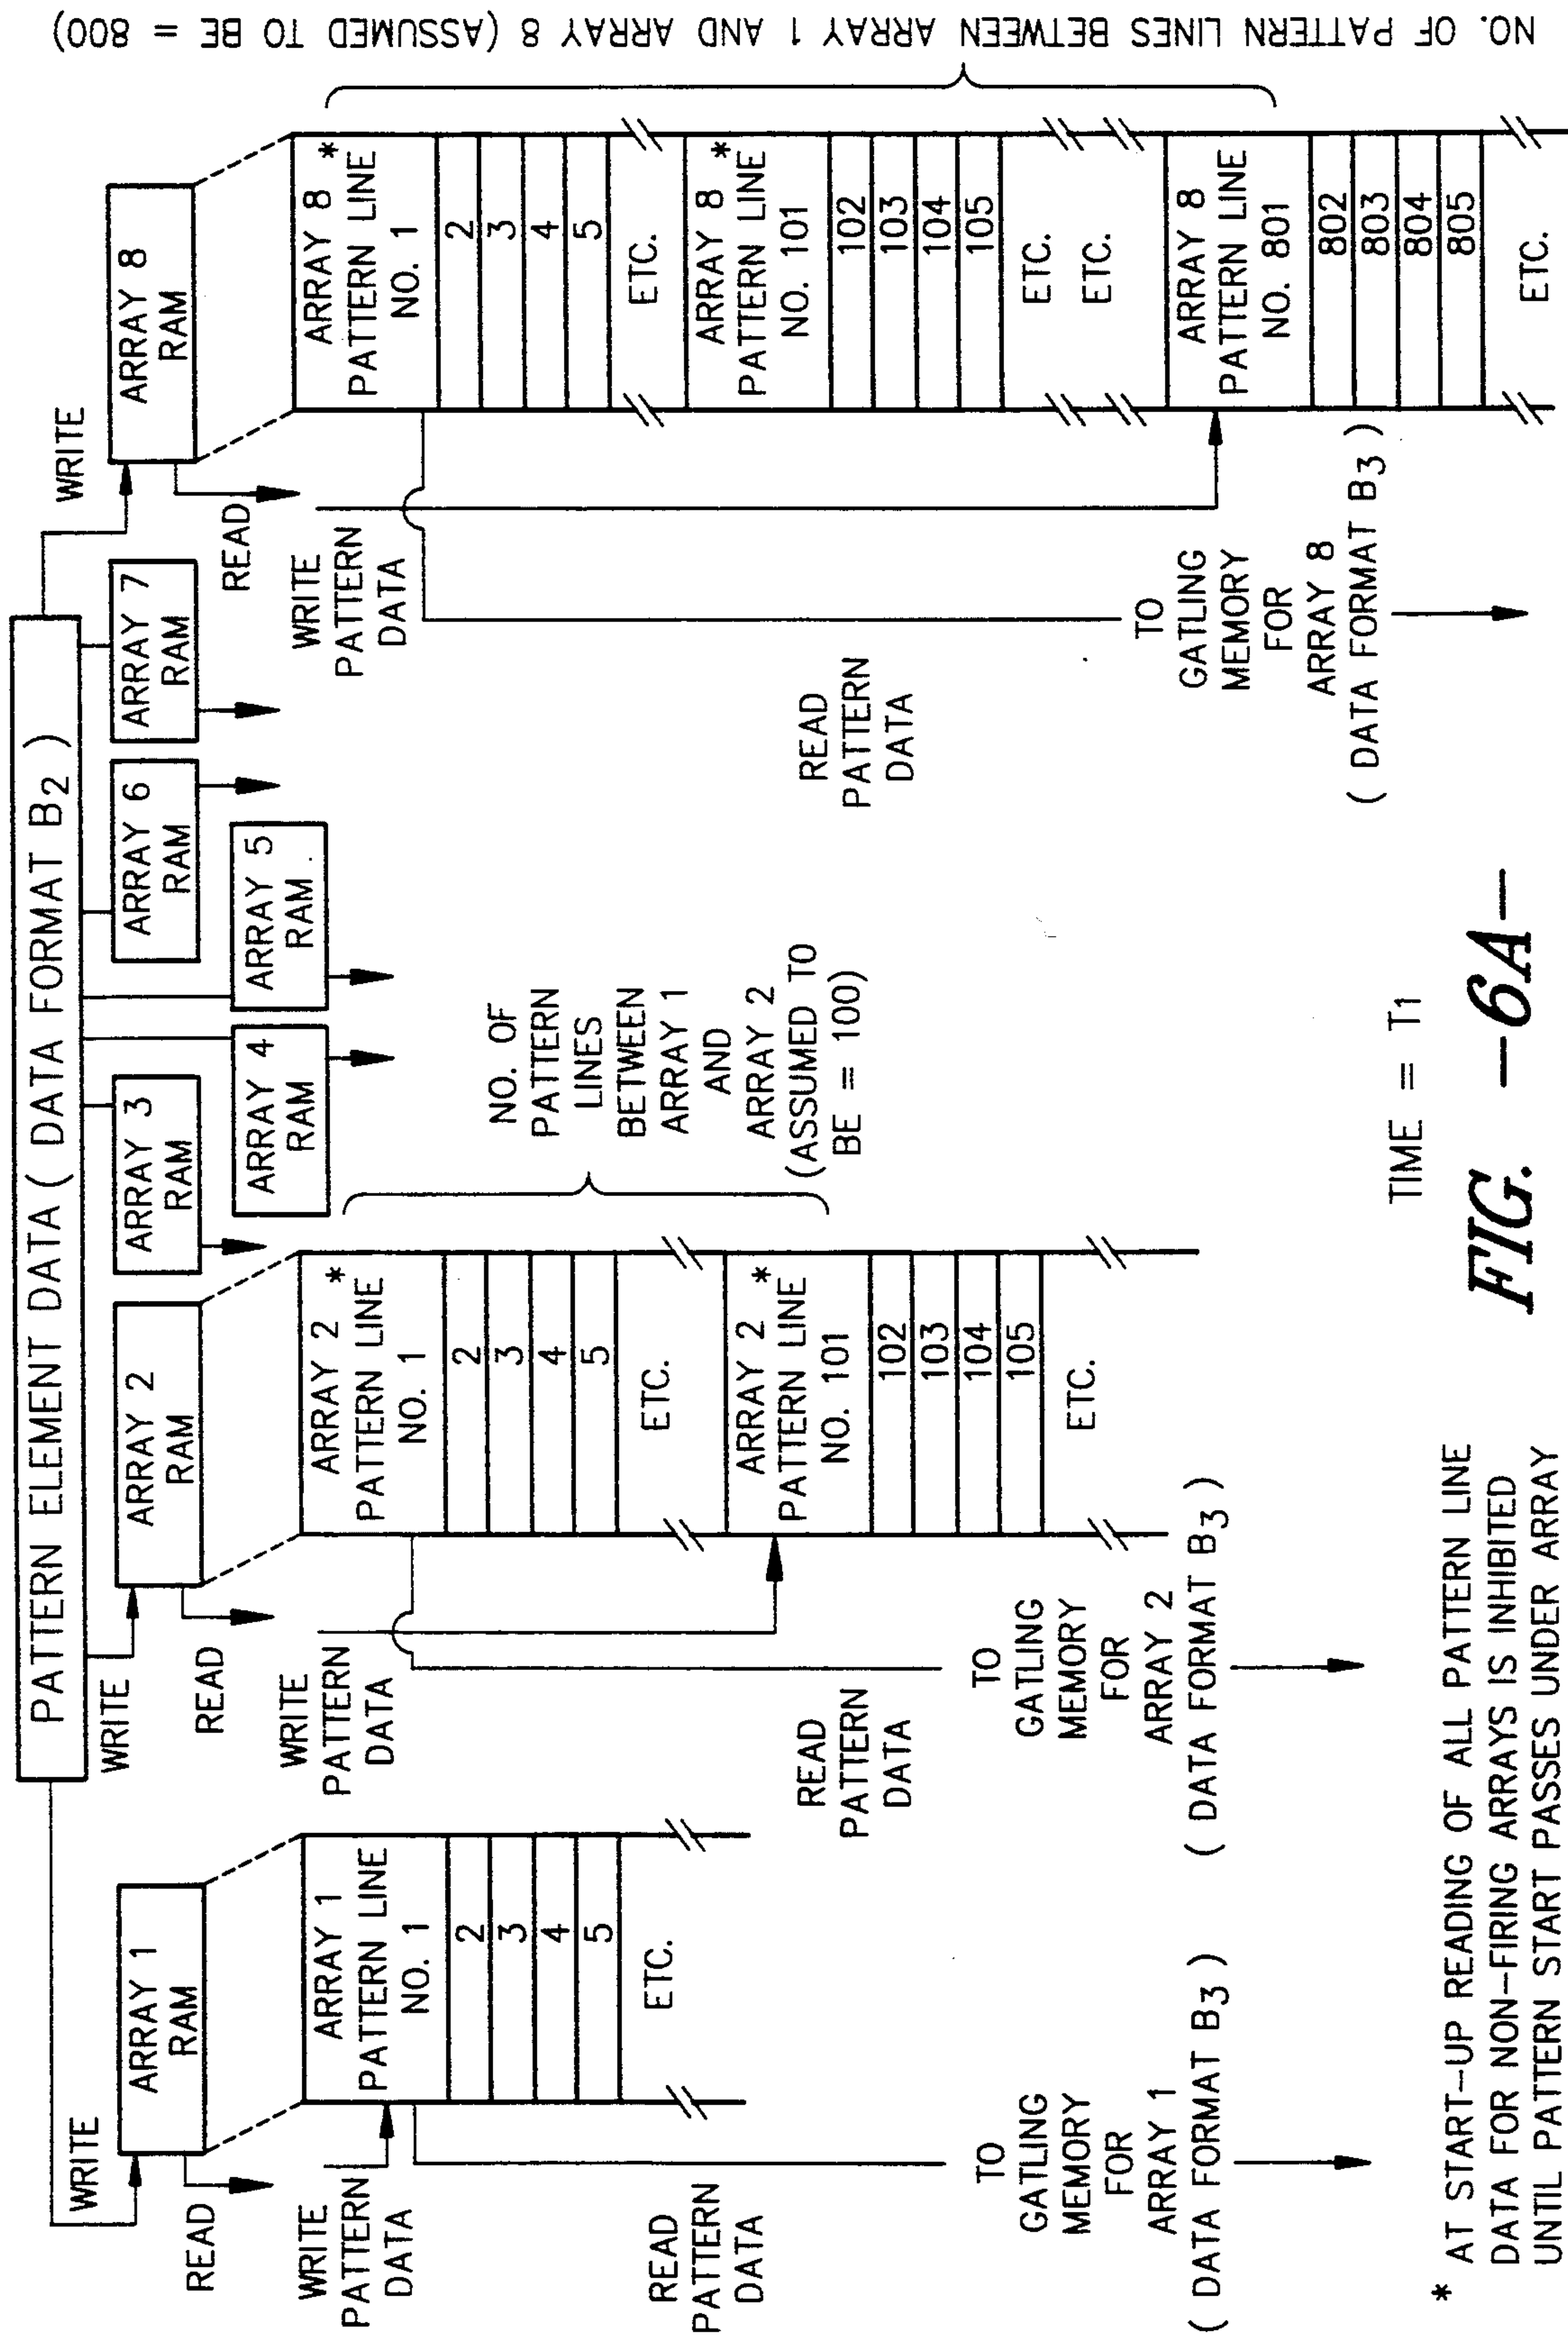 PATTERN ELEMENT DATA ( DATA FORMAT B2 )
WRITE
READ
ARRAY 1
RAM
WRITE
READ
ARRAY 2
RAM
ARRAY 3
RAM
ARRAY 4
RAM
ARRAY 5
RAM
ARRAY 6
RAM
ARRAY 7
RAM
WRITE
READ
ARRAY 8
RAM
WRITE
PATTERN
DATA
ARRAY 1
PATTERN LINE
NO. 1
2
3
4
5
ETC.
READ
PATTERN
DATA
TO
GATLING
MEMORY
FOR
ARRAY 1
( DATA FORMAT B3 )
WRITE
PATTERN
DATA
ARRAY 2 *
PATTERN LINE
NO. 1
2
3
4
5
ETC.
ARRAY 2 *
PATTERN LINE
NO. 101
102
103
104
105
ETC.
READ
PATTERN
DATA
TO
GATLING
MEMORY
FOR
ARRAY 2
( DATA FORMAT B3 )
NO. OF
PATTERN
LINES
BETWEEN
ARRAY 1
AND
ARRAY 2
(ASSUMED TO
BE = 100)
WRITE
PATTERN
DATA
READ
PATTERN
DATA
TO
GATLING
MEMORY
FOR
ARRAY 8
( DATA FORMAT B3 )
ARRAY 8 *
PATTERN LINE
NO. 1
2
3
4
5
ETC.
ARRAY 8 *
PATTERN LINE
NO. 101
102
103
104
105
ETC.
ETC.
ARRAY 8
PATTERN LINE
NO. 801
802
803
804
805
ETC.
NO. OF PATTERN LINES BETWEEN ARRAY 1 AND ARRAY 8 (ASSUMED TO BE = 800)
* AT START-UP READING OF ALL PATTERN LINE
DATA FOR NON-FIRING ARRAYS IS INHIBITED
UNTIL PATTERN START PASSES UNDER ARRAY
TIME = T1
FIG. -6A-